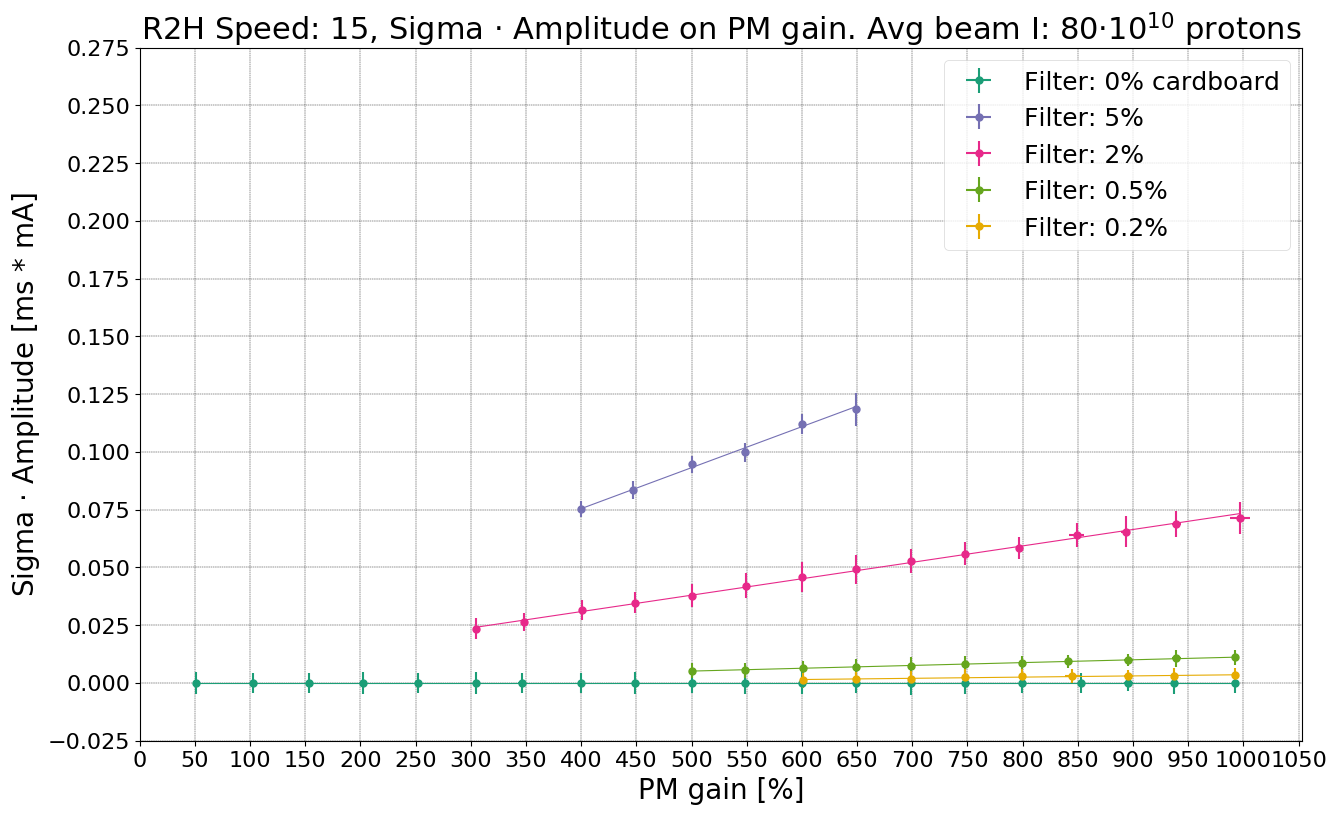 R2H Speed: 15, Sigma · Amplitude on PM gain. Avg beam I: 80·10¹⁰ protons
0.275
0.250
0.225
0.200
0.175
0.150
0.125
0.100
0.075
0.050
0.025
0.000
−0.025
Sigma · Amplitude [ms * mA]
Filter: 0% cardboard
Filter: 5%
Filter: 2%
Filter: 0.5%
Filter: 0.2%
0 50 100 150 200 250 300 350 400 450 500 550 600 650 700 750 800 850 900 950 1000 1050
PM gain [%]